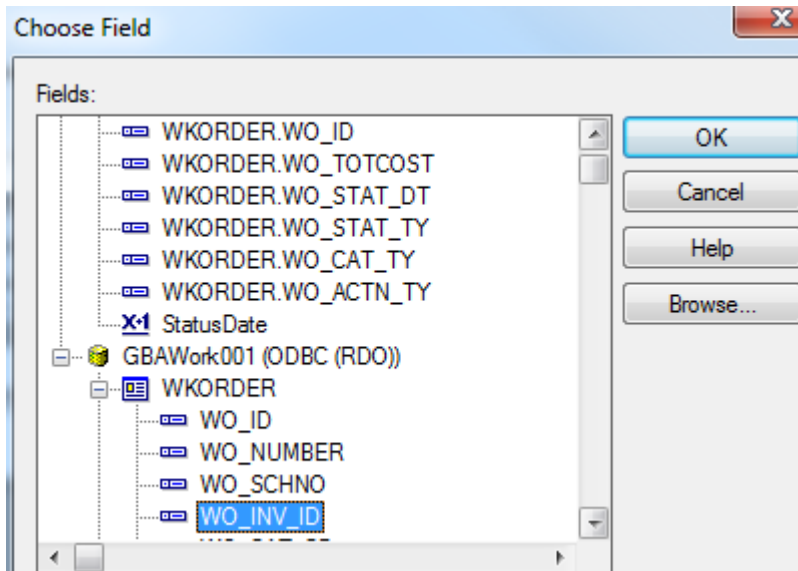 Choose Field
Fields:
WKORDER.WO_ID
WKORDER.WO_TOTCOST
WKORDER.WO_STAT_DT
WKORDER.WO_STAT_TY
WKORDER.WO_CAT_TY
WKORDER.WO_ACTN_TY
X+1 StatusDate
GBAWork001 (ODBC (RDO))
WKORDER
WO_ID
WO_NUMBER
WO_SCHNO
WO_INV_ID
OK
Cancel
Help
Browse...